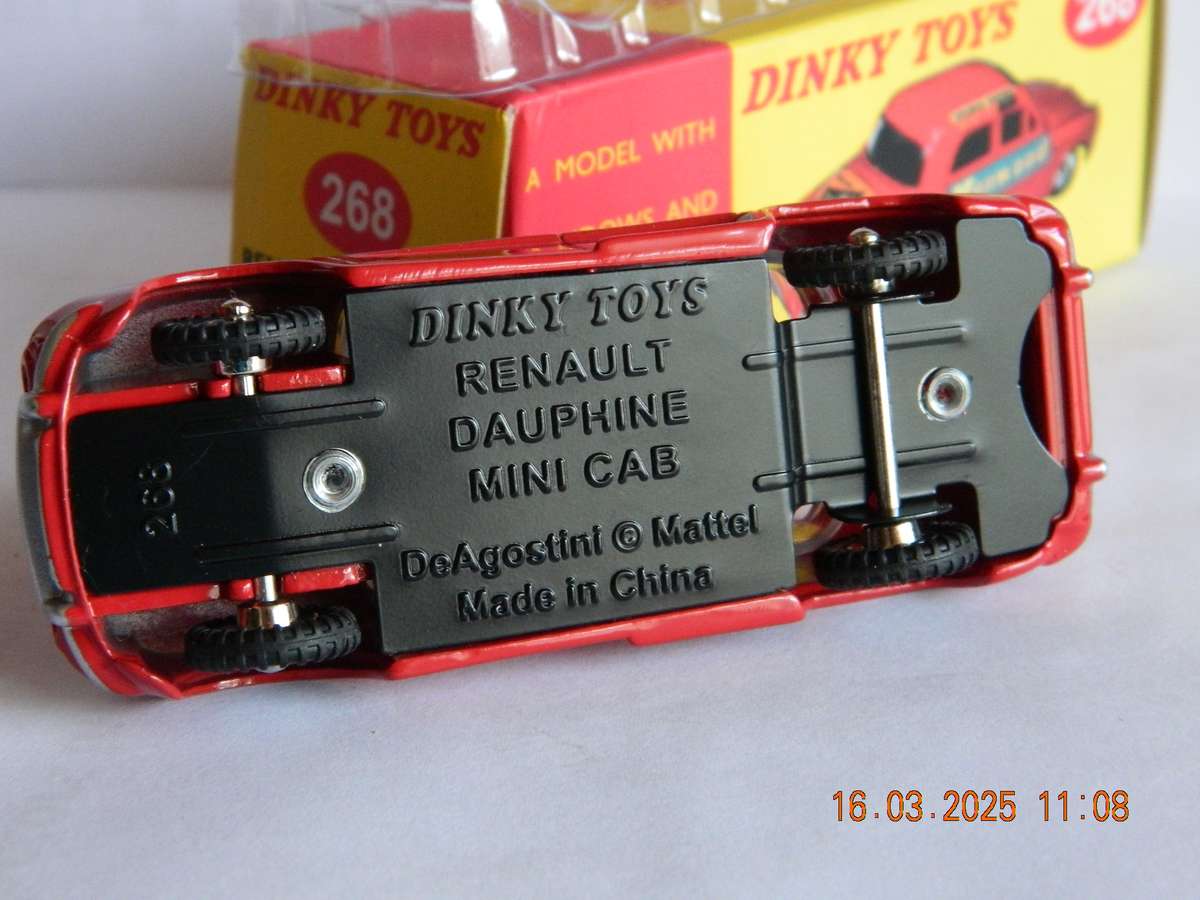 DINKY TOYS
268
A MODEL WITH
AND
DINKY TOYS
268
DINKY TOYS
RENAULT
DAUPHINE
MINI CAB
DeAgostini © Mattel
Made in China
268
16.03.2025 11:08